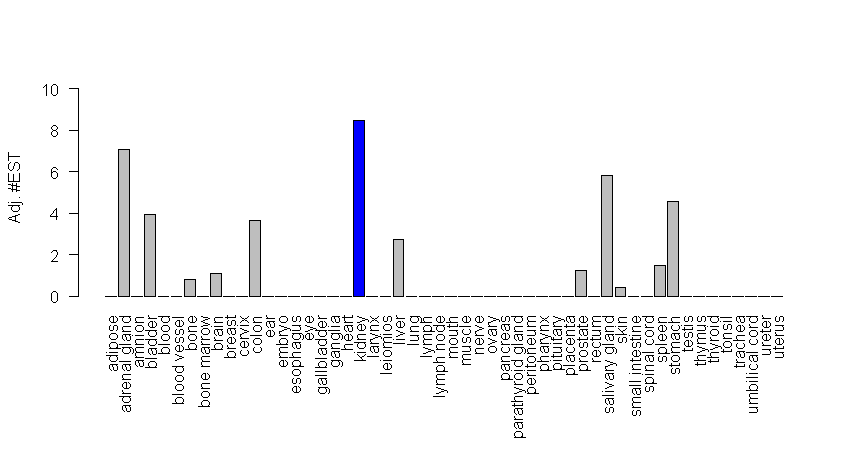 Adj. #EST
10
8
6
4
2
0
adipose
adrenal gland
amnion
bladder
blood
blood vessel
bone
bone marrow
brain
breast
cervix
colon
ear
embryo
esophagus
eye
gallbladder
ganglia
heart
kidney
larynx
leiomios
liver
lung
lymph
lymph node
mouth
muscle
nerve
ovary
pancreas
parathyroid gland
peritoneum
pharynx
pituitary
placenta
prostate
rectum
salivary gland
skin
small intestine
spinal cord
spleen
stomach
testis
thymus
thyroid
tonsil
trachea
umbilical cord
ureter
uterus